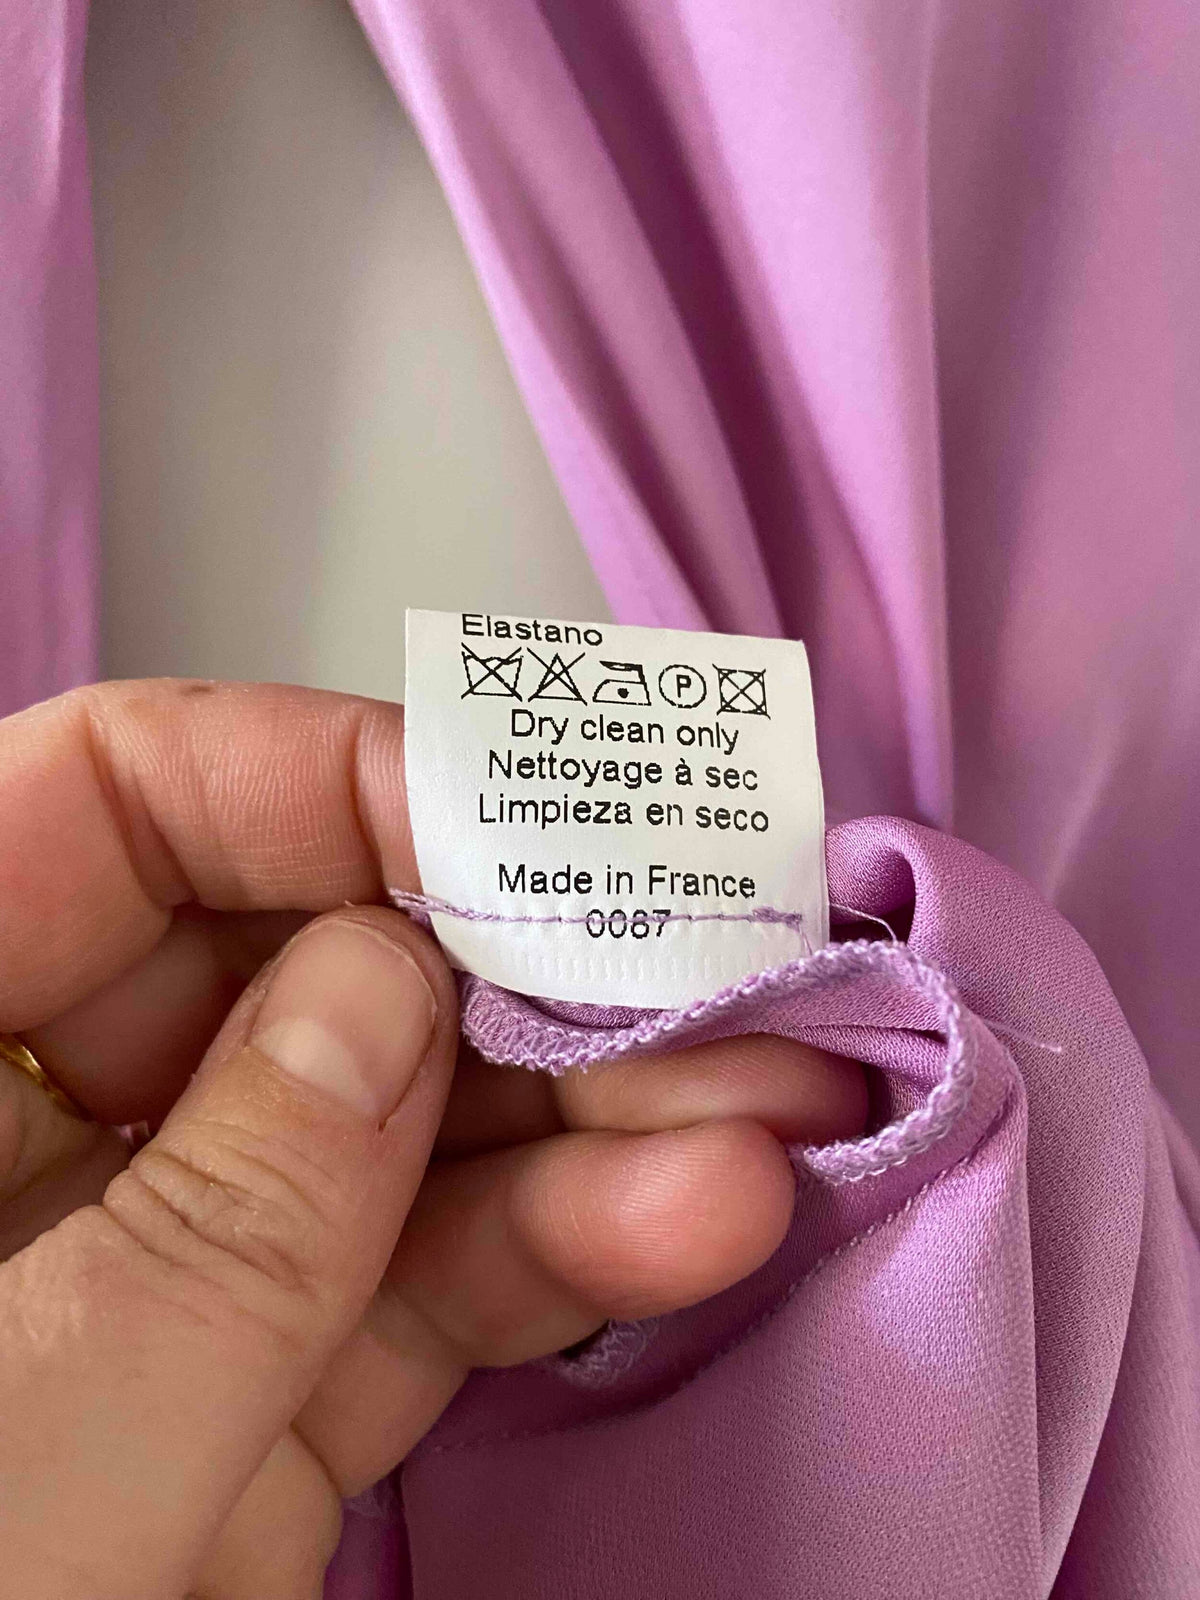 Elastano
P
Dry clean only
Nettoyage à sec
Limpieza en seco
Made in France
0087